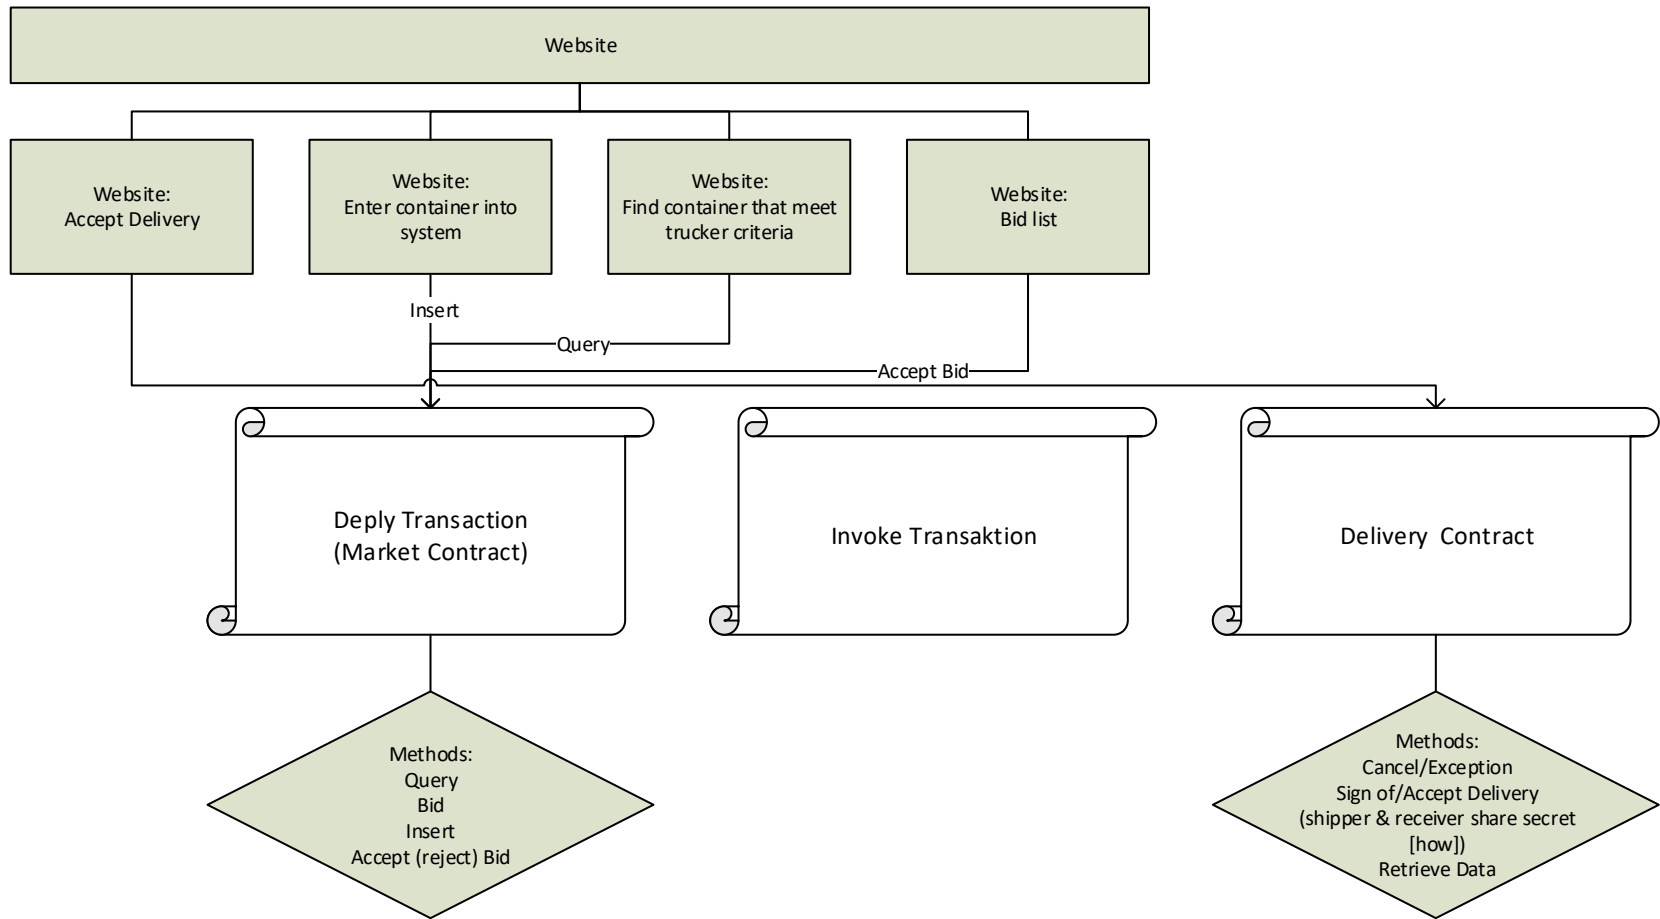 Website
Website:
Accept Delivery
Website:
Enter container into
system
Website:
Find container that meet
trucker criteria
Website:
Bid list
Insert
Query
Accept Bid
Deply Transaction
(Market Contract)
Invoke Transaktion
Delivery Contract
Methods:
Query
Bid
Insert
Accept (reject) Bid
Methods:
Cancel/Exception
Sign of/Accept Delivery
(shipper & receiver share secret
[how])
Retrieve Data